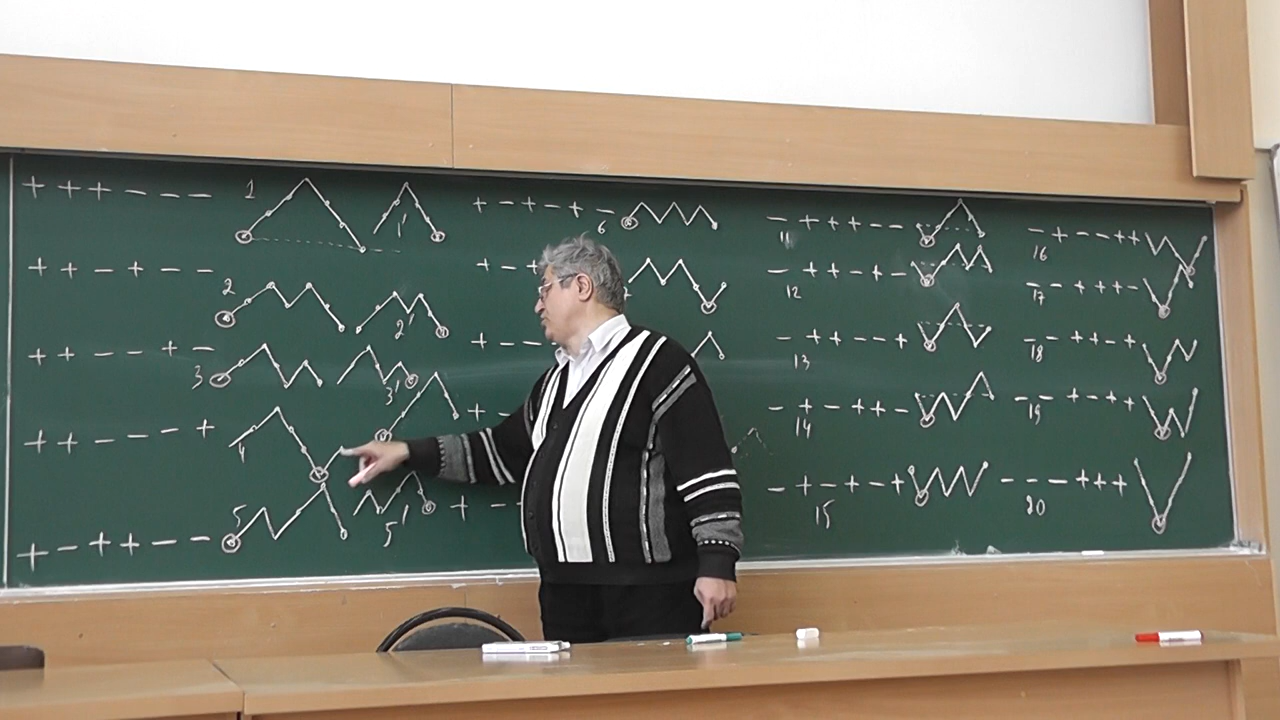 + + + − − − 1 1'
+ + − + − − 2 2'
+ + − − + − 3 3'
+ + − − − + 4
+ − + + − − 5 5'
+ − + − + − 6
+ − +
+ −
+ −
+ −
− + + + − − 11
− + + − + − 12
− + + − − + 13
− + − + + − 14
− + − + − + 15
− + − − + + 16
− − + + + − 17
− − + + − + 18
− − + − + + 19
− − − + + + 20